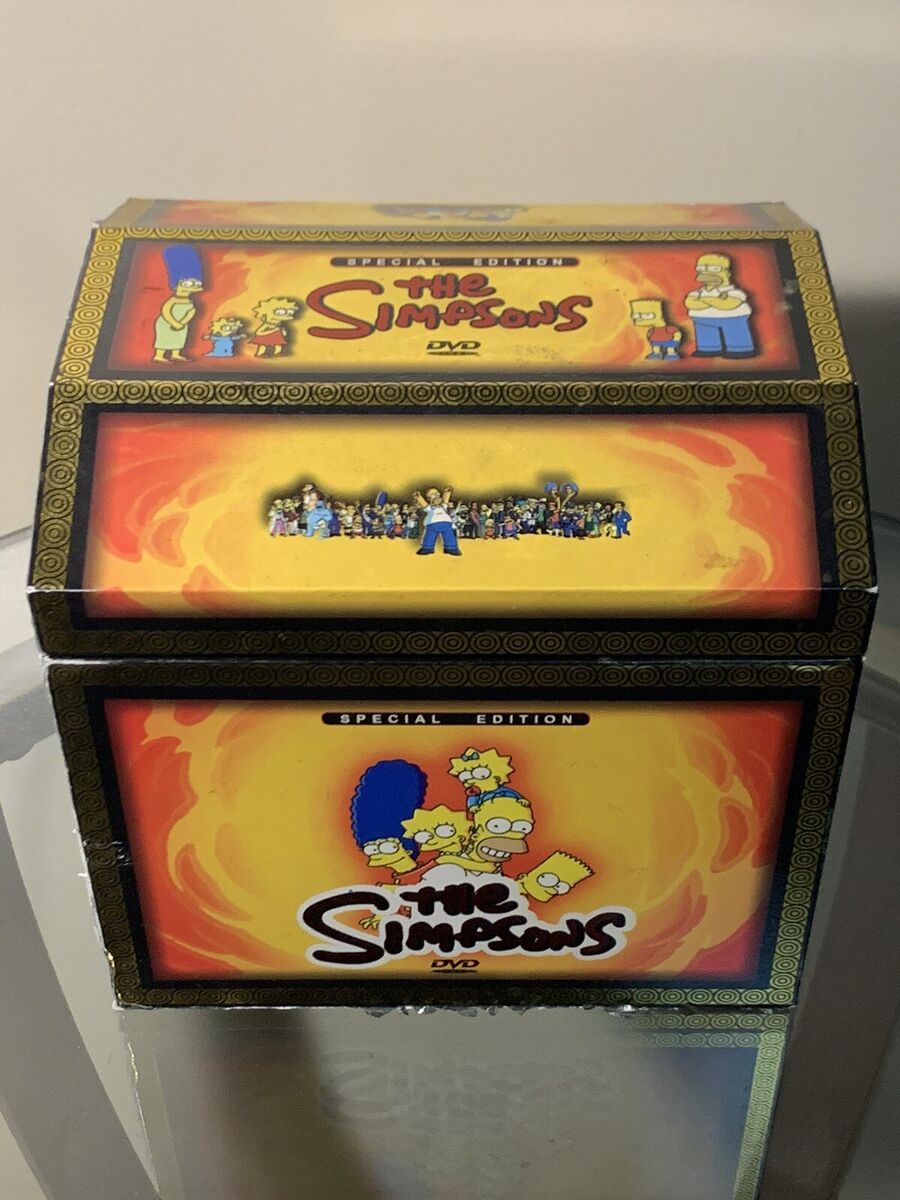 SPECIAL EDITION
THE
SIMPSONS
DVD
SPECIAL EDITION
THE
SIMPSONS
DVD